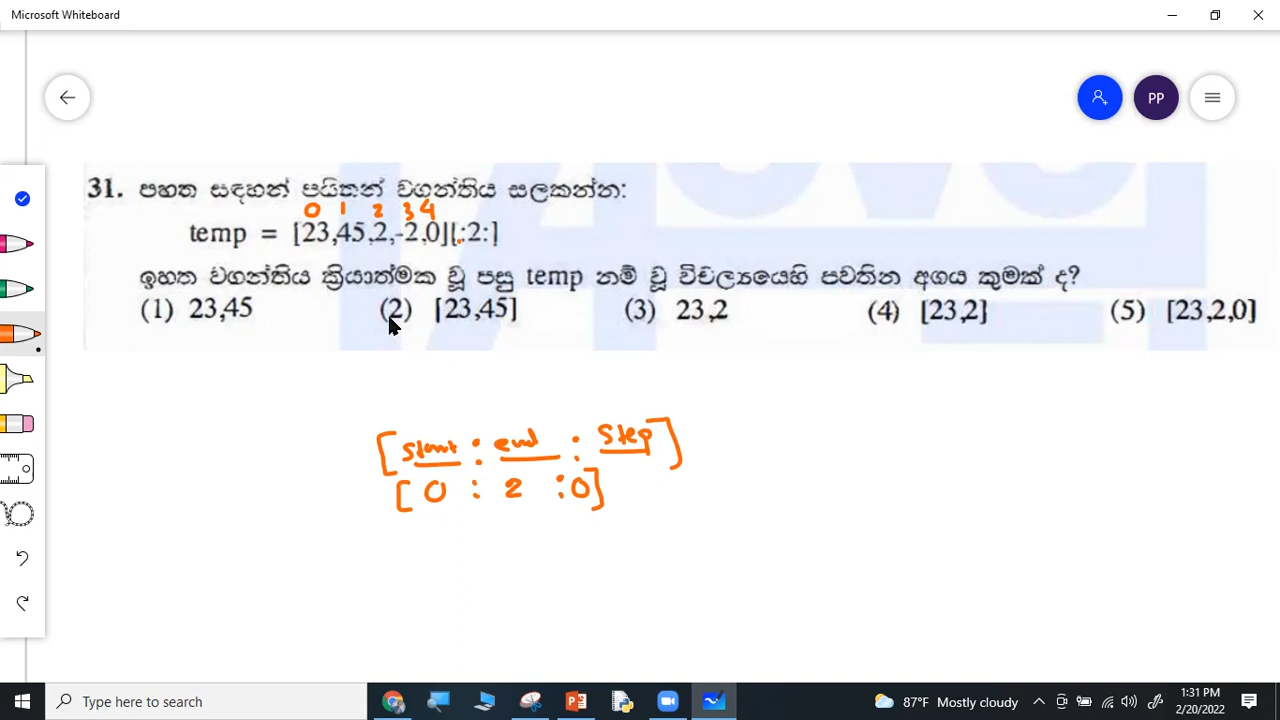 Microsoft Whiteboard
PP
31. පහත සඳහන් පයිතන් වගන්තිය සලකන්න:
0 1 2 3 4
temp = [23,45,2,-2,0][:2:]
ඉහත වගන්තිය ක්‍රියාත්මක වූ පසු temp නම් වූ විචල්‍යයෙහි පවතින අගය කුමක් ද?
(1) 23,45 (2) [23,45] (3) 23,2 (4) [23,2] (5) [23,2,0]
[start : end : step]
[0 : 2 : 0]
Type here to search
87°F Mostly cloudy
1:31 PM
2/20/2022